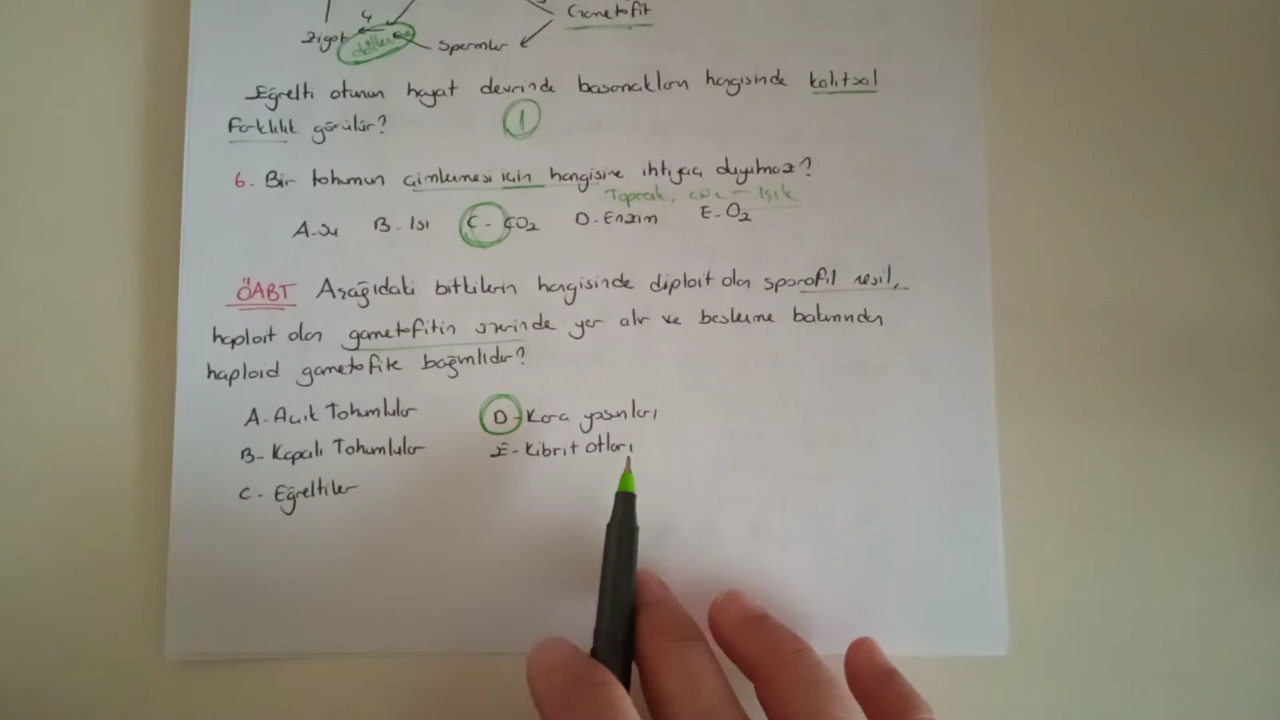 4
Gametofit
Zigot döllenme Spermler
Eğrelti otunun hayat devrinde basamakların hangisinde kalıtsal
farklılık görülür? 1
6. Bir tohumun çimlenmesi için hangisine ihtiyaç duyulmaz?
Toprak, CO2 - Işık
A-Su B-Isı C-CO2 D-Enzim E-O2
ÖABT Aşağıdaki bitkilerin hangisinde diploit olan sporofit nesil,
haploit olan gametofitin üzerinde yer alır ve beslenme bakımından
haploid gametofite bağımlıdır?
A-Açık Tohumlular D-Kara yosunları
B-Kapalı Tohumlular E-Kibrit otları
C-Eğreltiler